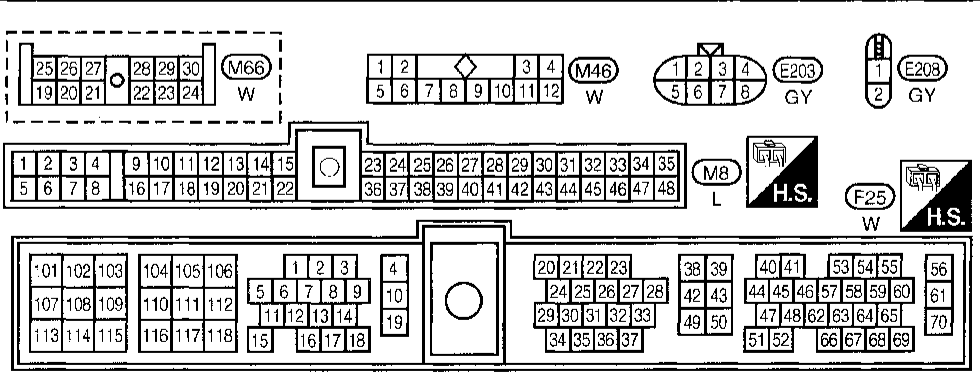 25 26 27 28 29 30 M66
19 20 21 22 23 24 W
1 2 3 4 M46
5 6 7 8 9 10 11 12 W
1 2 3 4 E203
5 6 7 8 GY
1 E208
2 GY
1 2 3 4 9 10 11 12 13 14 15 23 24 25 26 27 28 29 30 31 32 33 34 35 M8
5 6 7 8 16 17 18 19 20 21 22 36 37 38 39 40 41 42 43 44 45 46 47 48 L
H.S.
F25
W
H.S.
101 102 103 104 105 106 1 2 3 4 20 21 22 23 38 39 40 41 53 54 55 56
107 108 109 110 111 112 5 6 7 8 9 10 24 25 26 27 28 42 43 44 45 46 57 58 59 60 61
113 114 115 116 117 118 11 12 13 14 19 29 30 31 32 33 49 50 47 48 62 63 64 65 70
15 16 17 18 34 35 36 37 51 52 66 67 68 69